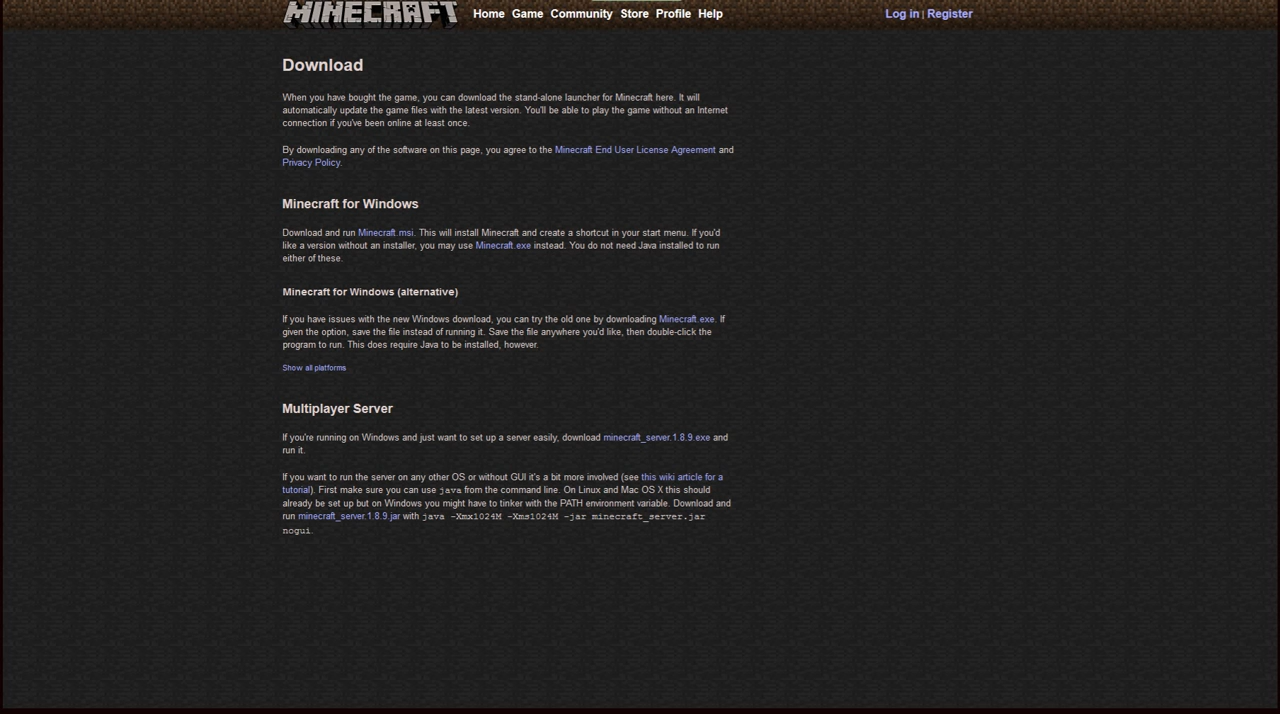 MINECRAFT Home Game Community Store Profile Help Log in | Register
Download
When you have bought the game, you can download the stand-alone launcher for Minecraft here. It will
automatically update the game files with the latest version. You'll be able to play the game without an Internet
connection if you've been online at least once.
By downloading any of the software on this page, you agree to the Minecraft End User License Agreement and
Privacy Policy.
Minecraft for Windows
Download and run Minecraft.msi. This will install Minecraft and create a shortcut in your start menu. If you'd
like a version without an installer, you may use Minecraft.exe instead. You do not need Java installed to run
either of these.
Minecraft for Windows (alternative)
If you have issues with the new Windows download, you can try the old one by downloading Minecraft.exe. If
given the option, save the file instead of running it. Save the file anywhere you'd like, then double-click the
program to run. This does require Java to be installed, however.
Show all platforms
Multiplayer Server
If you're running on Windows and just want to set up a server easily, download minecraft_server.1.8.9.exe and
run it.
If you want to run the server on any other OS or without GUI it's a bit more involved (see this wiki article for a
tutorial). First make sure you can use java from the command line. On Linux and Mac OS X this should
already be set up but on Windows you might have to tinker with the PATH environment variable. Download and
run minecraft_server.1.8.9.jar with java -Xmx1024M -Xms1024M -jar minecraft_server.jar
nogui.